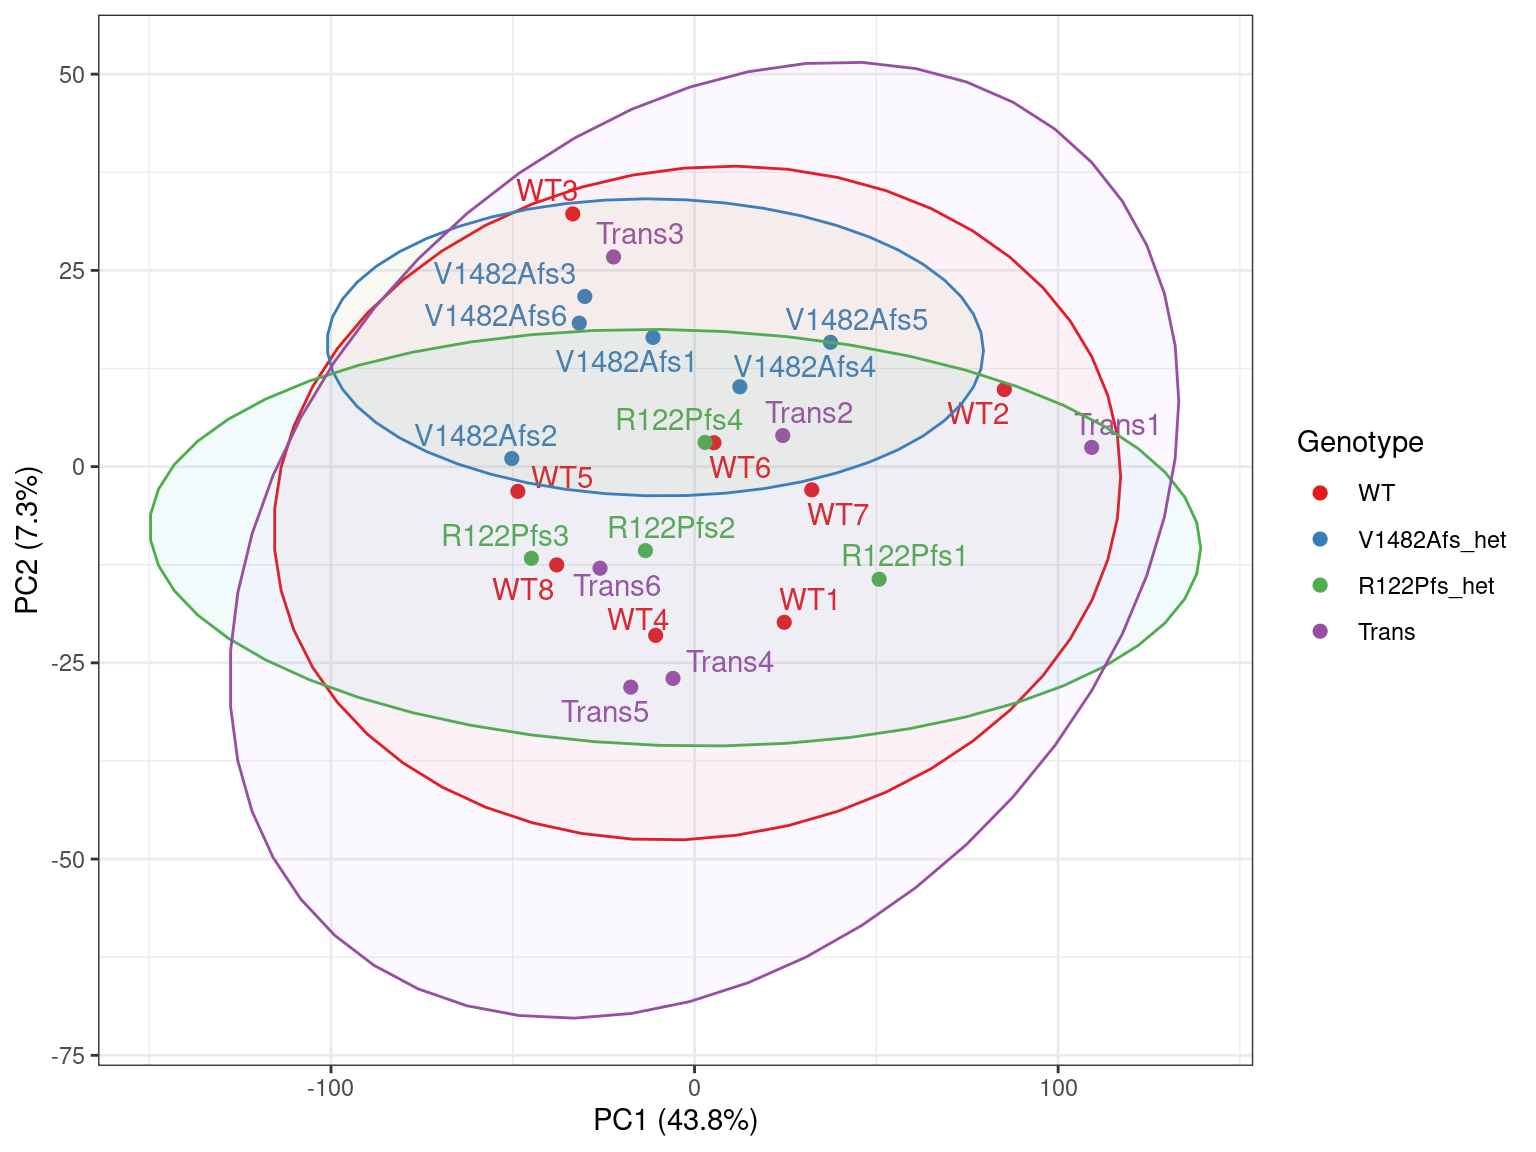 50
25
0
-25
-50
-75
PC2 (7.3%)
WT3
Trans3
V1482Afs3
V1482Afs6
V1482Afs5
V1482Afs1
V1482Afs4
R122Pfs4
Trans2
WT2
Trans1
V1482Afs2
WT5
WT6
WT7
R122Pfs3
R122Pfs2
R122Pfs1
WT8
Trans6
WT1
WT4
Trans4
Trans5
-100
0
100
PC1 (43.8%)
Genotype
WT
V1482Afs_het
R122Pfs_het
Trans